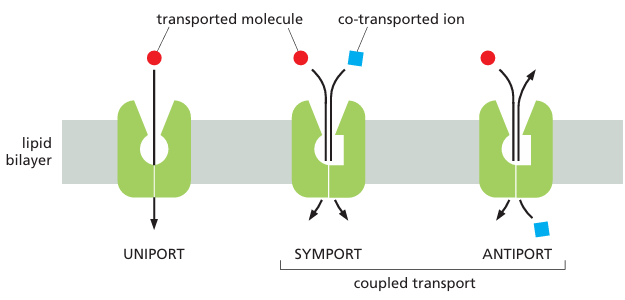 transported molecule
co-transported ion
lipid
bilayer
UNIPORT
SYMPORT
ANTIPORT
coupled transport